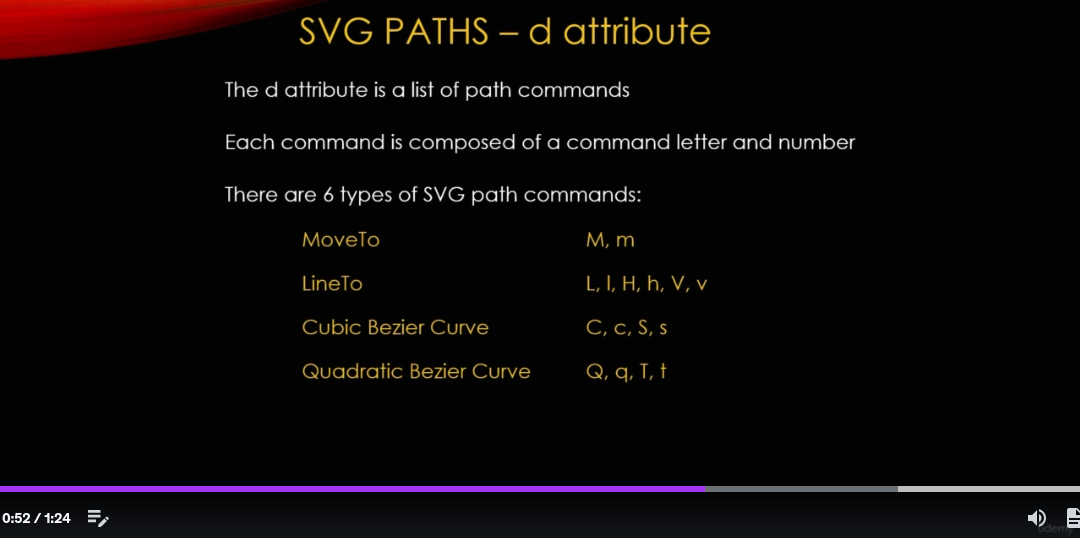 SVG PATHS – d attribute
The d attribute is a list of path commands
Each command is composed of a command letter and number
There are 6 types of SVG path commands:
MoveTo M, m
LineTo L, l, H, h, V, v
Cubic Bezier Curve C, c, S, s
Quadratic Bezier Curve Q, q, T, t
0:52 / 1:24
udemy